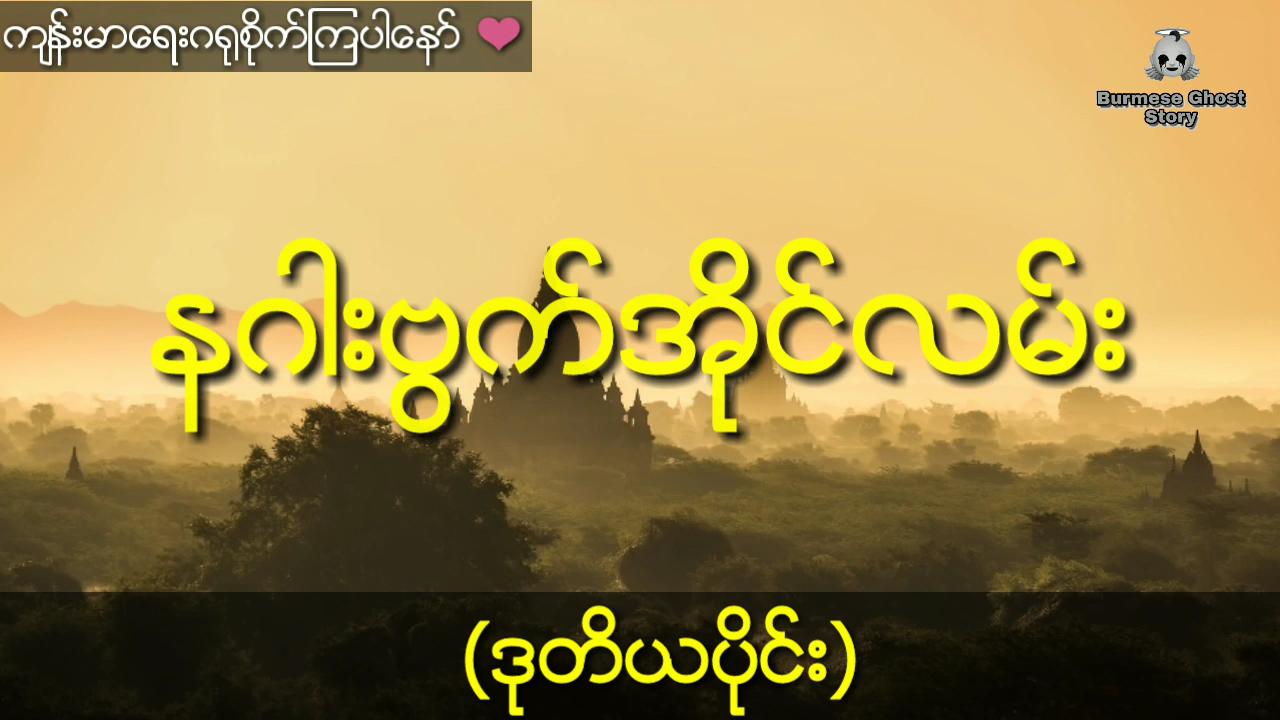 ကျန်းမာရေးဂရုစိုက်ကြပါနော် ❤
Burmese Ghost
Story
နဂါးဗွက်အိုင်လမ်း
(ဒုတိယပိုင်း)